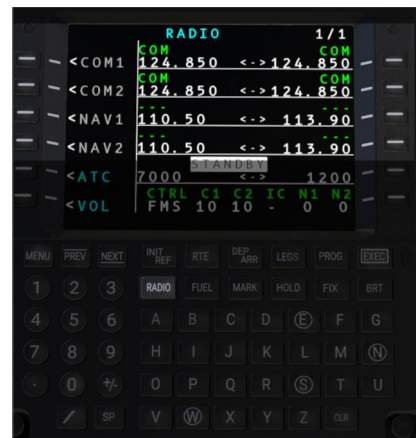 RADIO 1/1
COM COM
<COM1 124.850 <-> 124.850
COM COM
<COM2 124.850 <-> 124.850
--- ---
<NAV1 110.50 <-> 113.90
--- ---
<NAV2 110.50 <-> 113.90
STANDBY
<ATC 7000 <-> 1200
CTRL C1 C2 IC N1 N2
<VOL FMS 10 10 - 0 0
MENU PREV NEXT INIT REF RTE DEP ARR LEGS PROG EXEC
1 2 3 RADIO FUEL MARK HOLD FIX BRT
4 5 6 A B C D E F G
7 8 9 H I J K L M N
. 0 +/- O P Q R S T U
/ SP V W X Y Z CLR